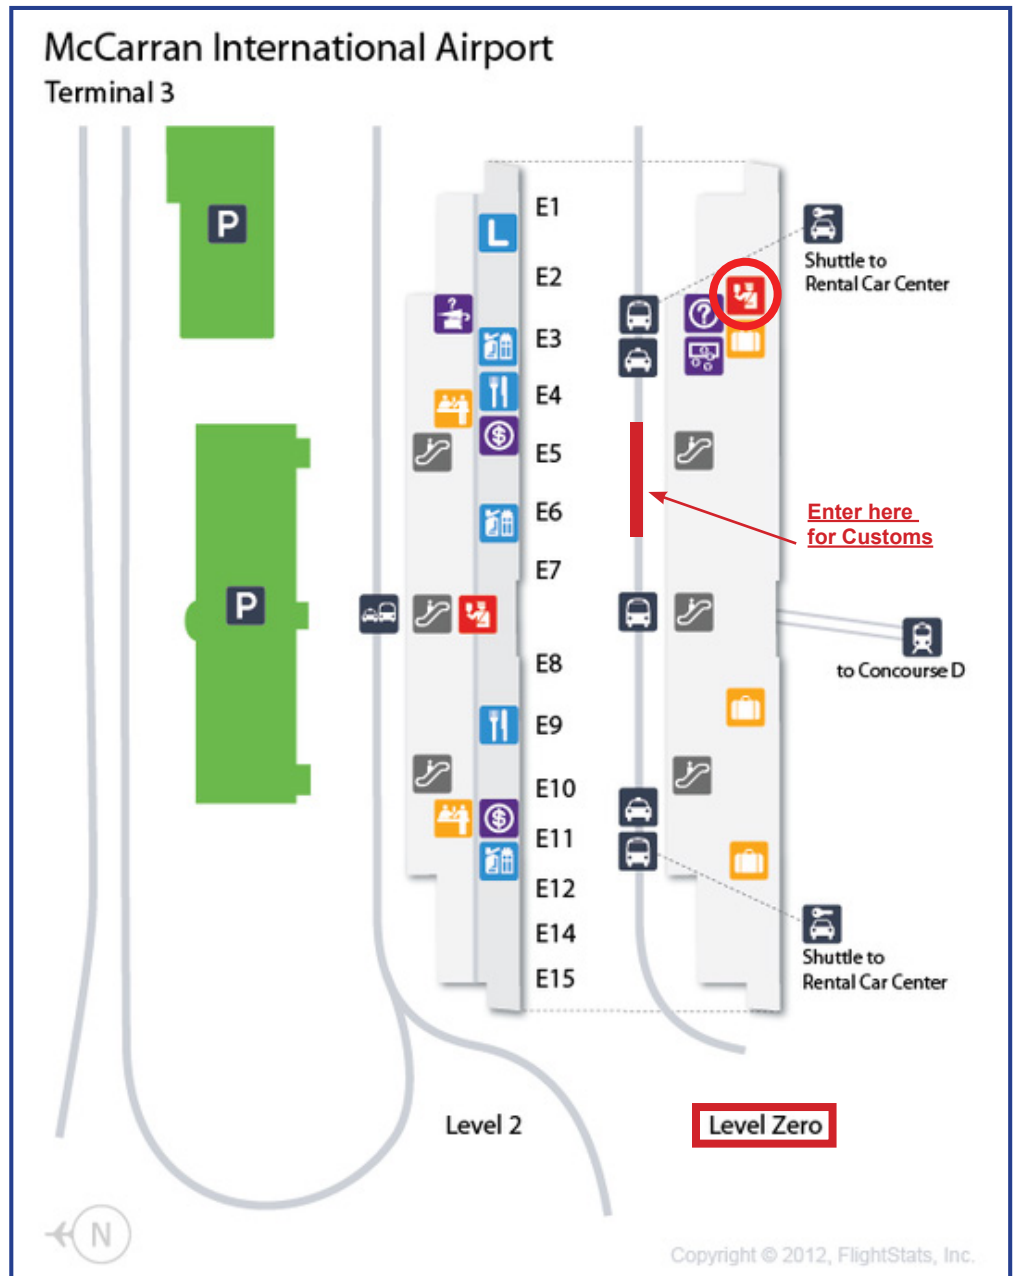 McCarran International Airport
Terminal 3
P
L
E1
E2
E3
E4
E5
E6
E7
E8
E9
E10
E11
E12
E14
E15
?
$
P
$
?
Shuttle to
Rental Car Center
Enter here
for Customs
to Concourse D
Shuttle to
Rental Car Center
Level 2
Level Zero
N
Copyright © 2012, FlightStats, Inc.